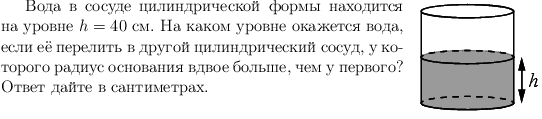 Вода в сосуде цилиндрической формы находится
на уровне h = 40 см. На каком уровне окажется вода,
если её перелить в другой цилиндрический сосуд, у ко-
торого радиус основания вдвое больше, чем у первого?
Ответ дайте в сантиметрах.
h